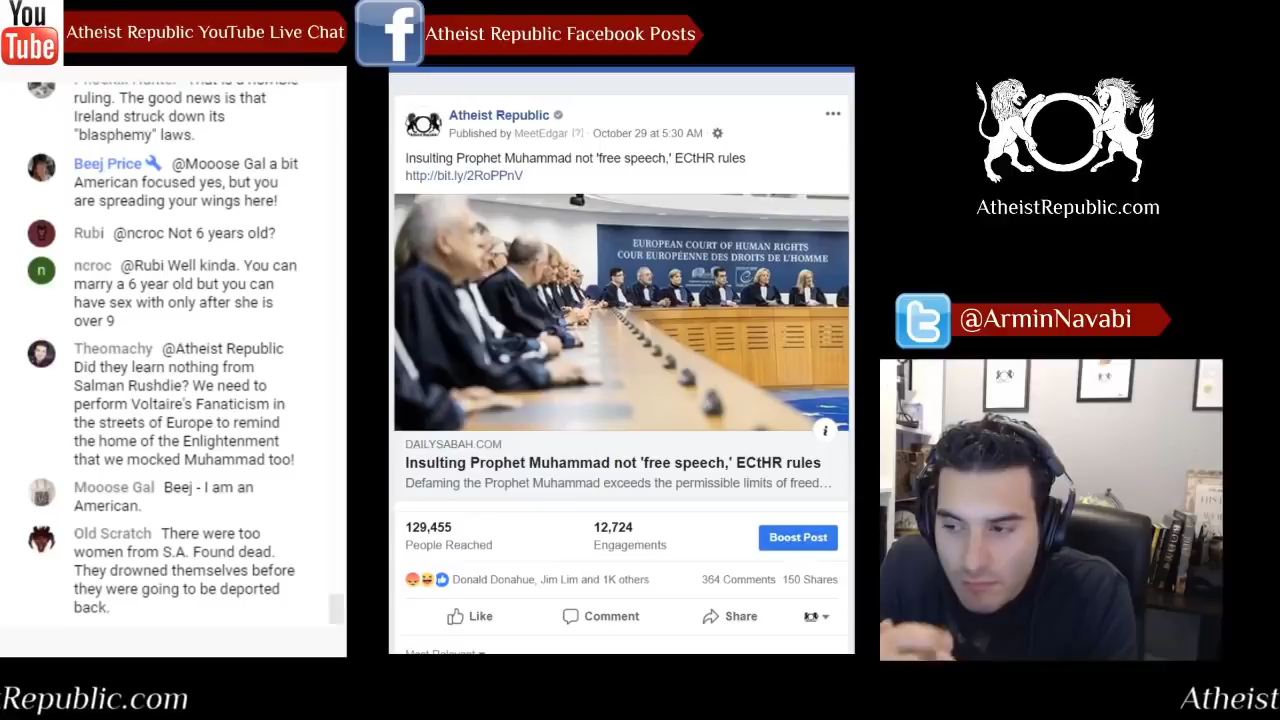 You
Tube
Atheist Republic YouTube Live Chat
f
Atheist Republic Facebook Posts
ruling. The good news is that
Ireland struck down its
"blasphemy" laws.
Beej Price @Mooose Gal a bit
American focused yes, but you
are spreading your wings here!
Rubi @ncroc Not 6 years old?
n
ncroc @Rubi Well kinda. You can
marry a 6 year old but you can
have sex with only after she is
over 9
Theomachy @Atheist Republic
Did they learn nothing from
Salman Rushdie? We need to
perform Voltaire's Fanaticism in
the streets of Europe to remind
the home of the Enlightenment
that we mocked Muhammad too!
Mooose Gal Beej - I am an
American.
Old Scratch There were too
women from S.A. Found dead.
They drowned themselves before
they were going to be deported
back.
Atheist Republic
Published by MeetEdgar [?] · October 29 at 5:30 AM ·
Insulting Prophet Muhammad not 'free speech,' ECtHR rules
http://bit.ly/2RoPPnV
EUROPEAN COURT OF HUMAN RIGHTS
COUR EUROPÉENNE DES DROITS DE L'HOMME
i
DAILYSABAH.COM
Insulting Prophet Muhammad not 'free speech,' ECtHR rules
Defaming the Prophet Muhammad exceeds the permissible limits of freed…
129,455
People Reached
12,724
Engagements
Boost Post
Donald Donahue, Jim Lim and 1K others
364 Comments 150 Shares
Like
Comment
Share
AtheistRepublic.com
@ArminNavabi
Republic.com
Atheist